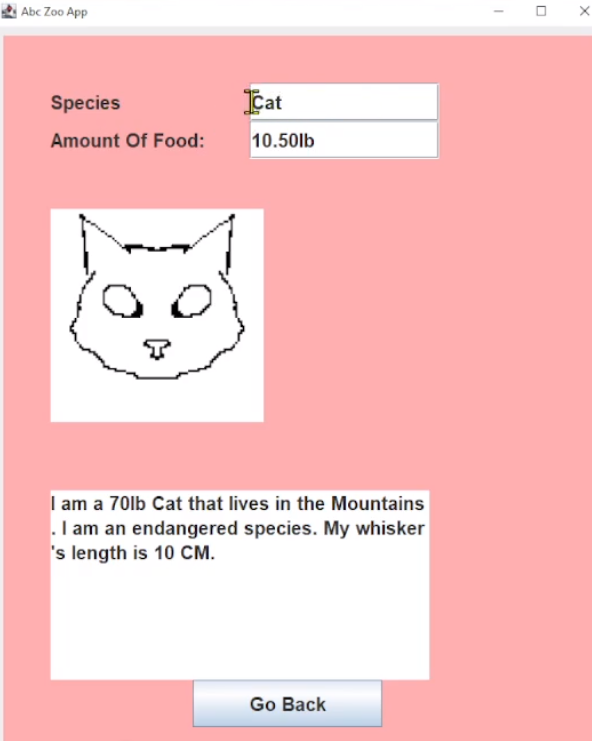 Abc Zoo App
Species
Cat
Amount Of Food:
10.50lb
I am a 70lb Cat that lives in the Mountains
. I am an endangered species. My whisker
's length is 10 CM.
Go Back